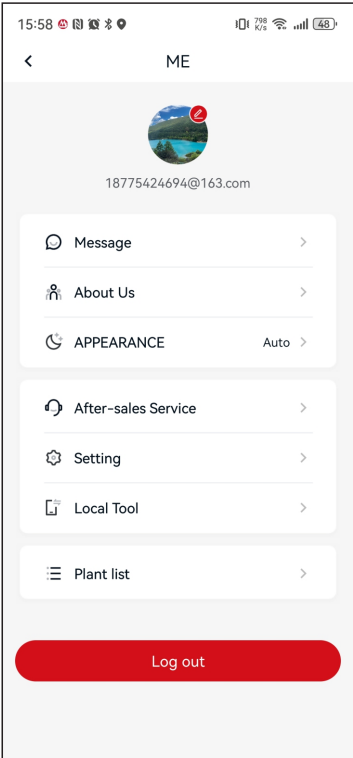 15:58 798 K/s 48
ME
18775424694@163.com
Message
About Us
APPEARANCE Auto
After-sales Service
Setting
Local Tool
Plant list
Log out